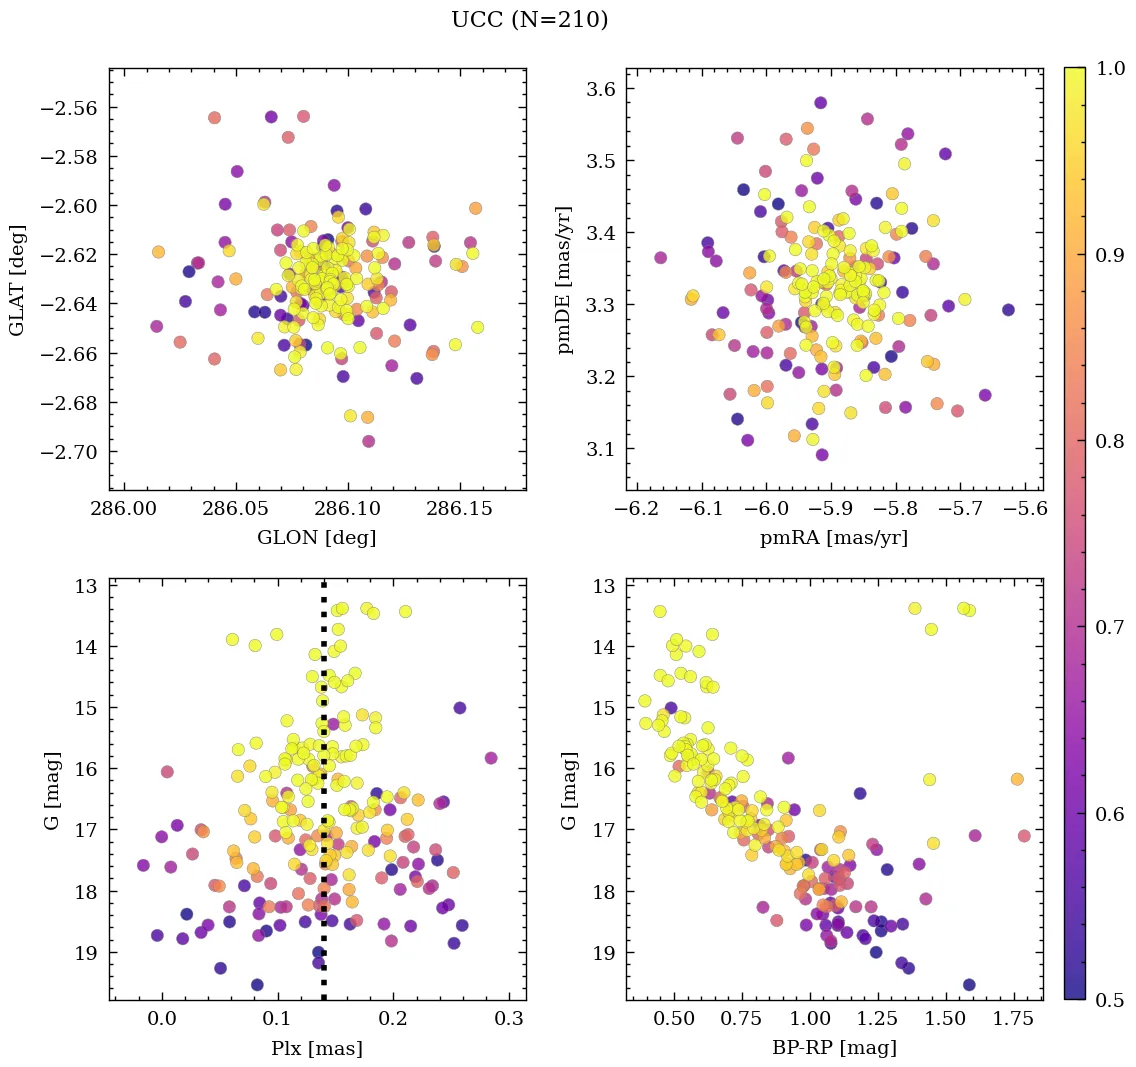 UCC (N=210)
−2.56
−2.58
−2.60
−2.62
−2.64
−2.66
−2.68
−2.70
GLAT [deg]
286.00 286.05 286.10 286.15
GLON [deg]
3.6
3.5
3.4
3.3
3.2
3.1
pmDE [mas/yr]
−6.2 −6.1 −6.0 −5.9 −5.8 −5.7 −5.6
pmRA [mas/yr]
13
14
15
16
17
18
19
G [mag]
0.0 0.1 0.2 0.3
Plx [mas]
13
14
15
16
17
18
19
G [mag]
0.50 0.75 1.00 1.25 1.50 1.75
BP-RP [mag]
1.0
0.9
0.8
0.7
0.6
0.5